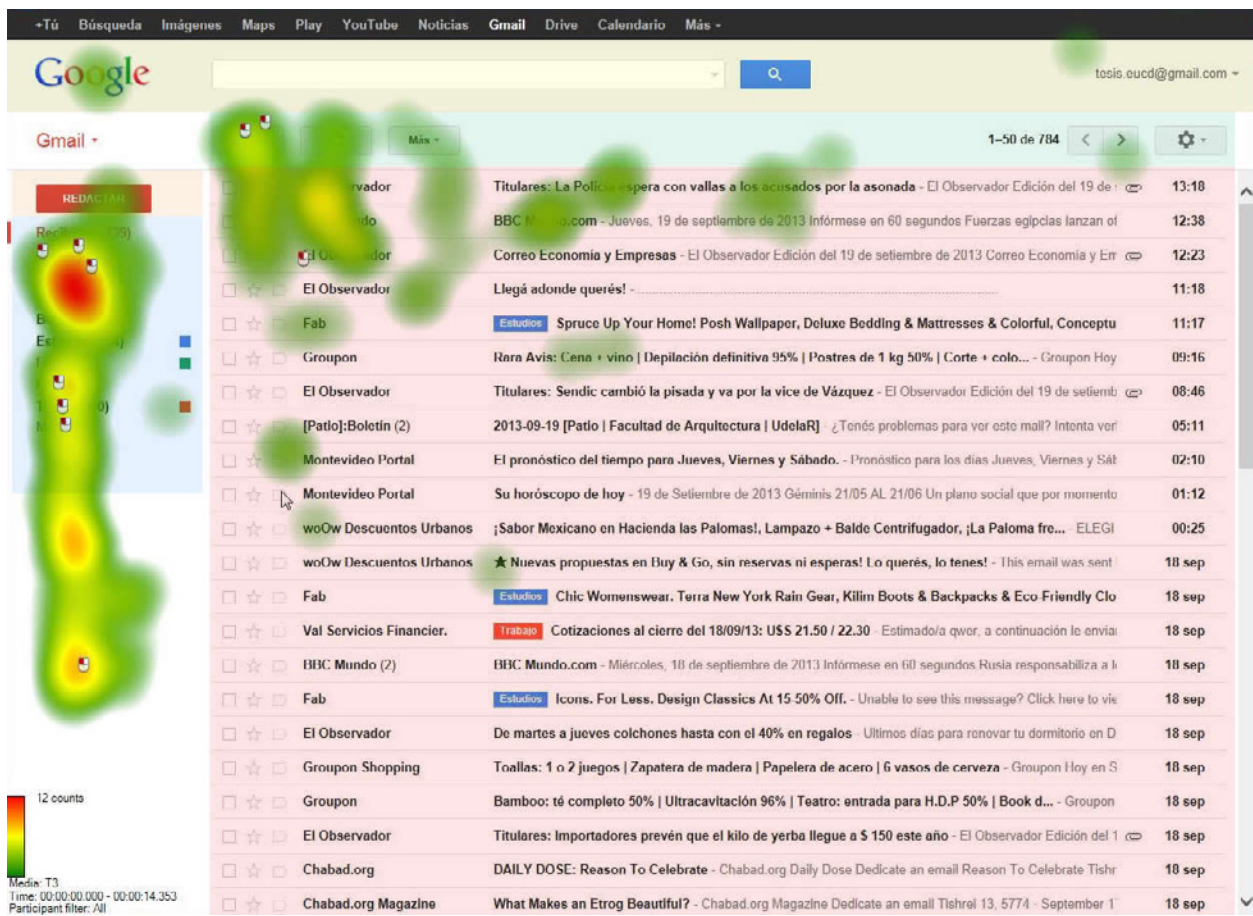 +Tú Búsqueda Imágenes Maps Play YouTube Noticias Gmail Drive Calendario Más
Google
tesis.eucd@gmail.com
Gmail
Más
1–50 de 784
REDACTAR
Titulares: La Policía espera con vallas a los acusados por la asonada - El Observador Edición del 19 de 13:18
- Jueves, 19 de septiembre de 2013 Infórmese en 60 segundos Fuerzas egipcias lanzan of 12:38
Correo Economía y Empresas - El Observador Edición del 19 de setiembre de 2013 Correo Economía y Em 12:23
El Observador Llegá adonde querés! - 11:18
Fab Estudios Spruce Up Your Home! Posh Wallpaper, Deluxe Bedding & Mattresses & Colorful, Conceptu 11:17
Groupon Rara Avis: Cena + vino | Depilación definitiva 95% | Postres de 1 kg 50% | Corte + colo... - Groupon Hoy 09:16
El Observador Titulares: Sendic cambió la pisada y va por la vice de Vázquez - El Observador Edición del 19 de setiemb 08:46
[Patio]:Boletín (2) 2013-09-19 [Patio | Facultad de Arquitectura | UdelaR] - ¿Tenés problemas para ver este mail? Intenta ver 05:11
Montevideo Portal El pronóstico del tiempo para Jueves, Viernes y Sábado. - Pronóstico para los días Jueves, Viernes y Sáb 02:10
Montevideo Portal Su horóscopo de hoy - 19 de Setiembre de 2013 Géminis 21/05 AL 21/06 Un plano social que por momento 01:12
woOw Descuentos Urbanos ¡Sabor Mexicano en Hacienda las Palomas!, Lampazo + Balde Centrifugador, ¡La Paloma fre... - ELEGI 00:25
woOw Descuentos Urbanos ★ Nuevas propuestas en Buy & Go, sin reservas ni esperas! Lo querés, lo tenes! - This email was sent 18 sep
Fab Estudios Chic Womenswear. Terra New York Rain Gear, Kilim Boots & Backpacks & Eco-Friendly Clo 18 sep
Val Servicios Financier. Trabajo Cotizaciones al cierre del 18/09/13: U$S 21.50 / 22.30 - Estimado/a qwer, a continuación le envia 18 sep
BBC Mundo (2) BBC Mundo.com - Miércoles, 18 de septiembre de 2013 Infórmese en 60 segundos Rusia responsabiliza a l 18 sep
Fab Estudios Icons. For Less. Design Classics At 15-50% Off. - Unable to see this message? Click here to vie 18 sep
El Observador De martes a jueves colchones hasta con el 40% en regalos - Ultimos días para renovar tu dormitorio en D 18 sep
Groupon Shopping Toallas: 1 o 2 juegos | Zapatera de madera | Papelera de acero | 6 vasos de cerveza - Groupon Hoy en S 18 sep
Groupon Bamboo: té completo 50% | Ultracavitación 96% | Teatro: entrada para H.D.P 50% | Book d... - Groupon 18 sep
El Observador Titulares: Importadores prevén que el kilo de yerba llegue a $ 150 este año - El Observador Edición del 1 18 sep
Chabad.org DAILY DOSE: Reason To Celebrate - Chabad.org Daily Dose Dedicate an email Reason To Celebrate Tishr 18 sep
Chabad.org Magazine What Makes an Etrog Beautiful? - Chabad.org Magazine Dedicate an email Tishrei 13, 5774 - September 1 18 sep
12 counts
Media: T3
Time: 00:00:00.000 - 00:00:14.353
Participant filter: All